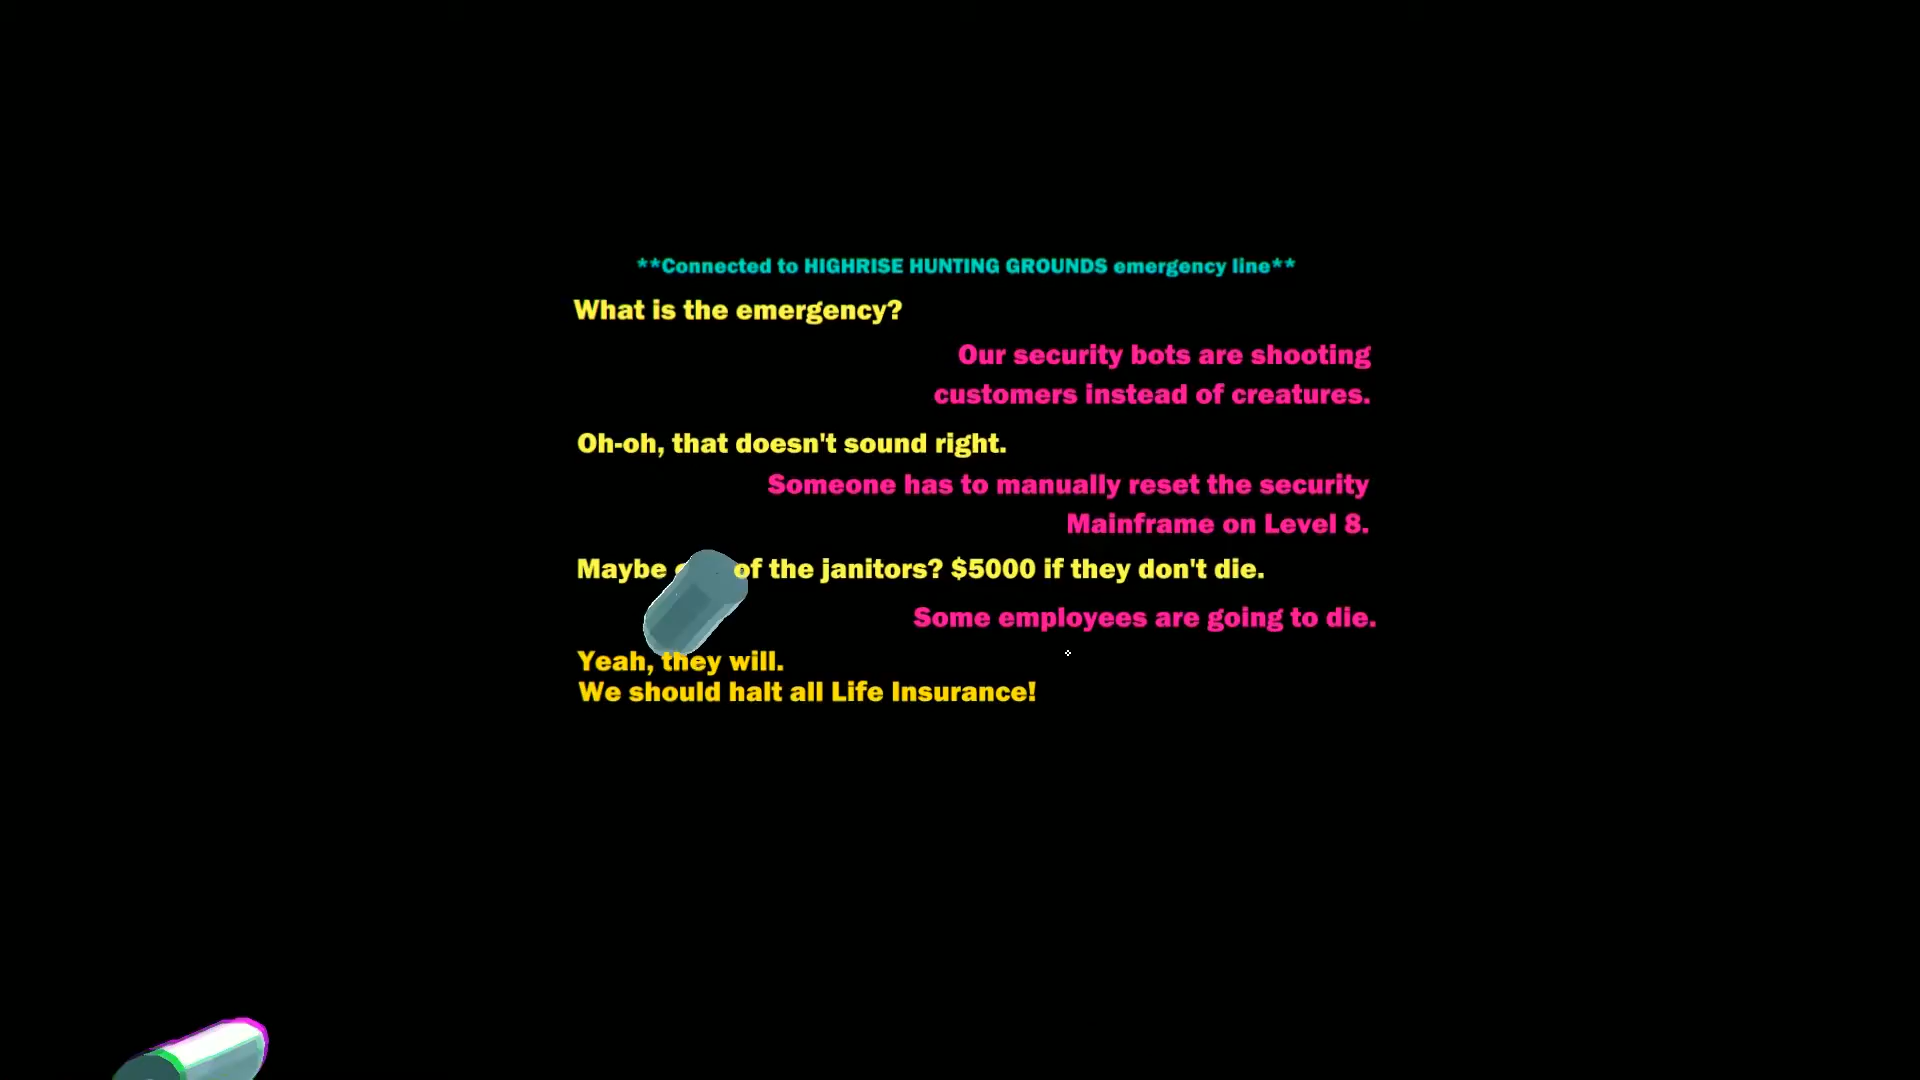 **Connected to HIGHRISE HUNTING GROUNDS emergency line**
What is the emergency?
Our security bots are shooting
customers instead of creatures.
Oh-oh, that doesn't sound right.
Someone has to manually reset the security
Mainframe on Level 8.
Maybe of the janitors? $5000 if they don't die.
Some employees are going to die.
Yeah, they will.
We should halt all Life Insurance!